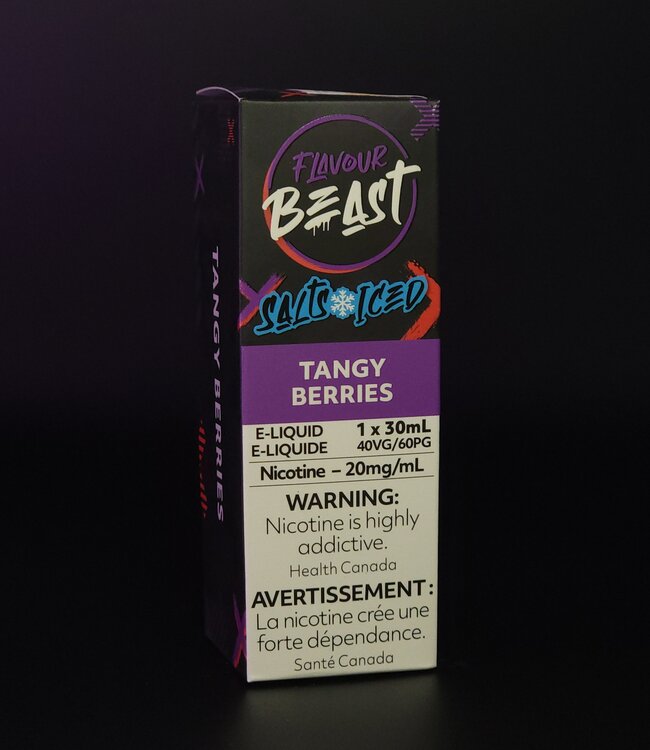 FLAVOUR
BEAST
SALTS ICED
TANGY
BERRIES
E-LIQUID 1 x 30mL
E-LIQUIDE 40VG/60PG
Nicotine – 20mg/mL
WARNING:
Nicotine is highly
addictive.
Health Canada
AVERTISSEMENT:
La nicotine crée une
forte dépendance.
Santé Canada
TANGY BERRIES